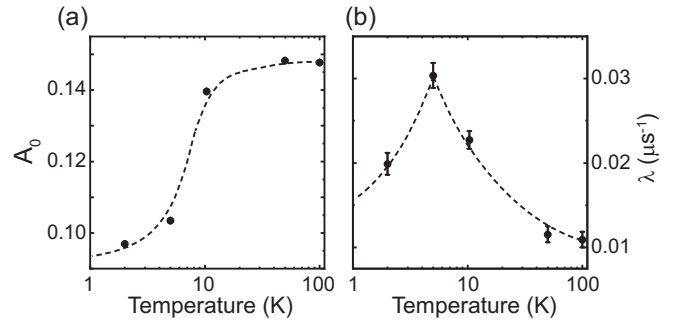 (a)
0.14
0.12
0.10
A₀
1 10 100
Temperature (K)
(b)
0.03
0.02
0.01
λ (μs⁻¹)
1 10 100
Temperature (K)